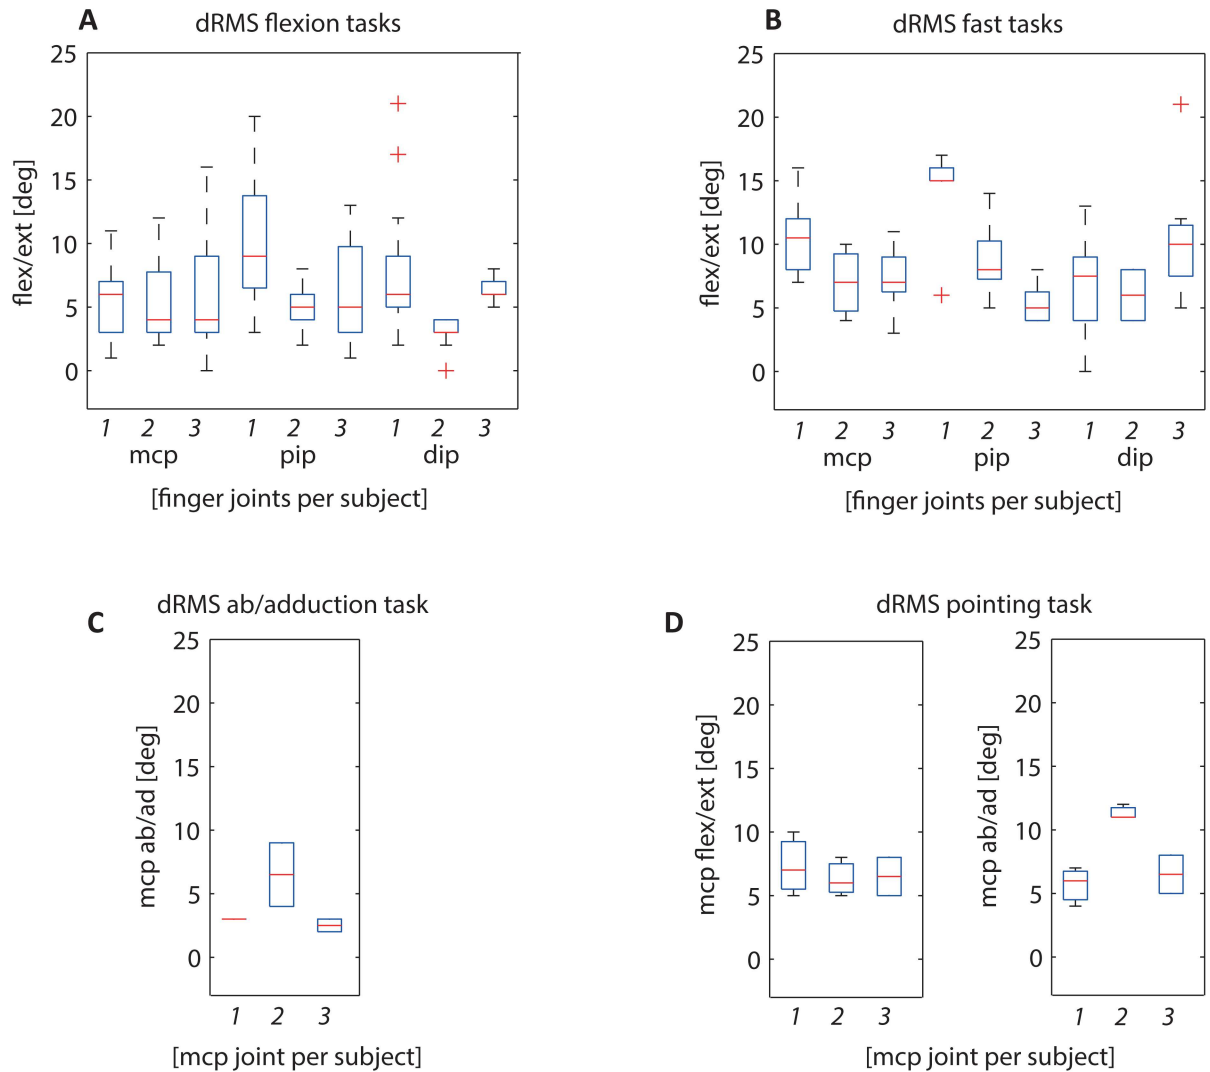 A
dRMS flexion tasks
25
20
15
10
5
0
flex/ext [deg]
1 2 3 1 2 3 1 2 3
mcp pip dip
[finger joints per subject]
B
dRMS fast tasks
25
20
15
10
5
0
flex/ext [deg]
1 2 3 1 2 3 1 2 3
mcp pip dip
[finger joints per subject]
C
dRMS ab/adduction task
25
20
15
10
5
0
mcp ab/ad [deg]
1 2 3
[mcp joint per subject]
D
dRMS pointing task
25
20
15
10
5
0
mcp flex/ext [deg]
1 2 3
25
20
15
10
5
0
mcp ab/ad [deg]
1 2 3
[mcp joint per subject]